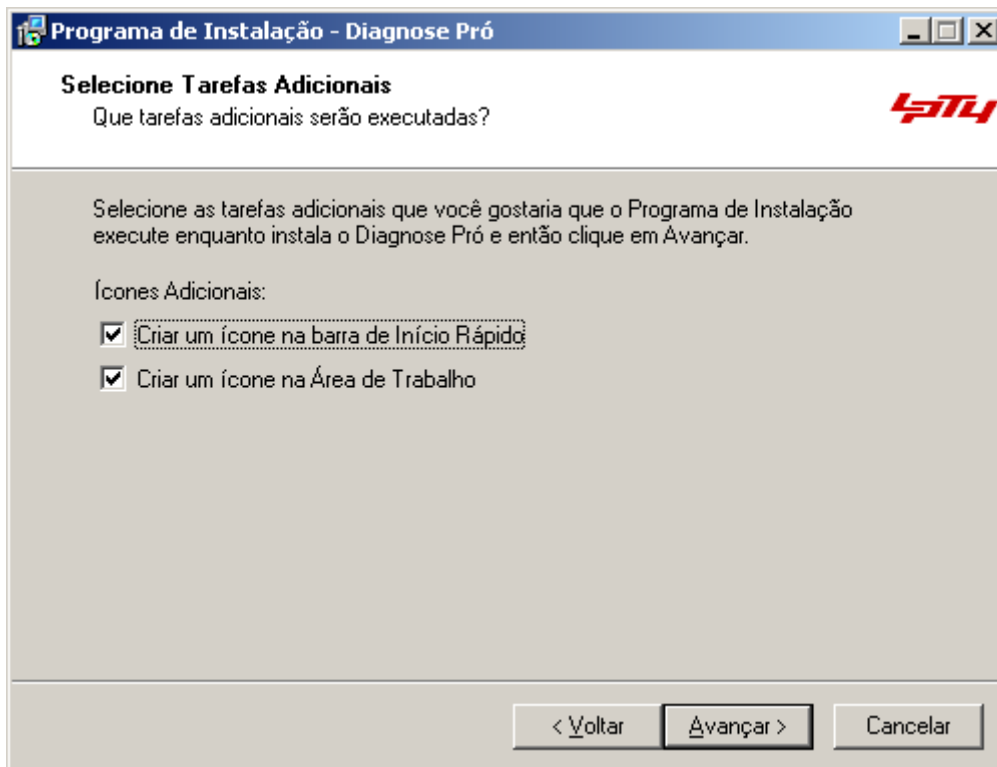 Programa de Instalação - Diagnose Pró
Selecione Tarefas Adicionais
Que tarefas adicionais serão executadas?
Selecione as tarefas adicionais que você gostaria que o Programa de Instalação
execute enquanto instala o Diagnose Pró e então clique em Avançar.
Ícones Adicionais:
Criar um ícone na barra de Início Rápido
Criar um ícone na Área de Trabalho
< Voltar
Avançar >
Cancelar